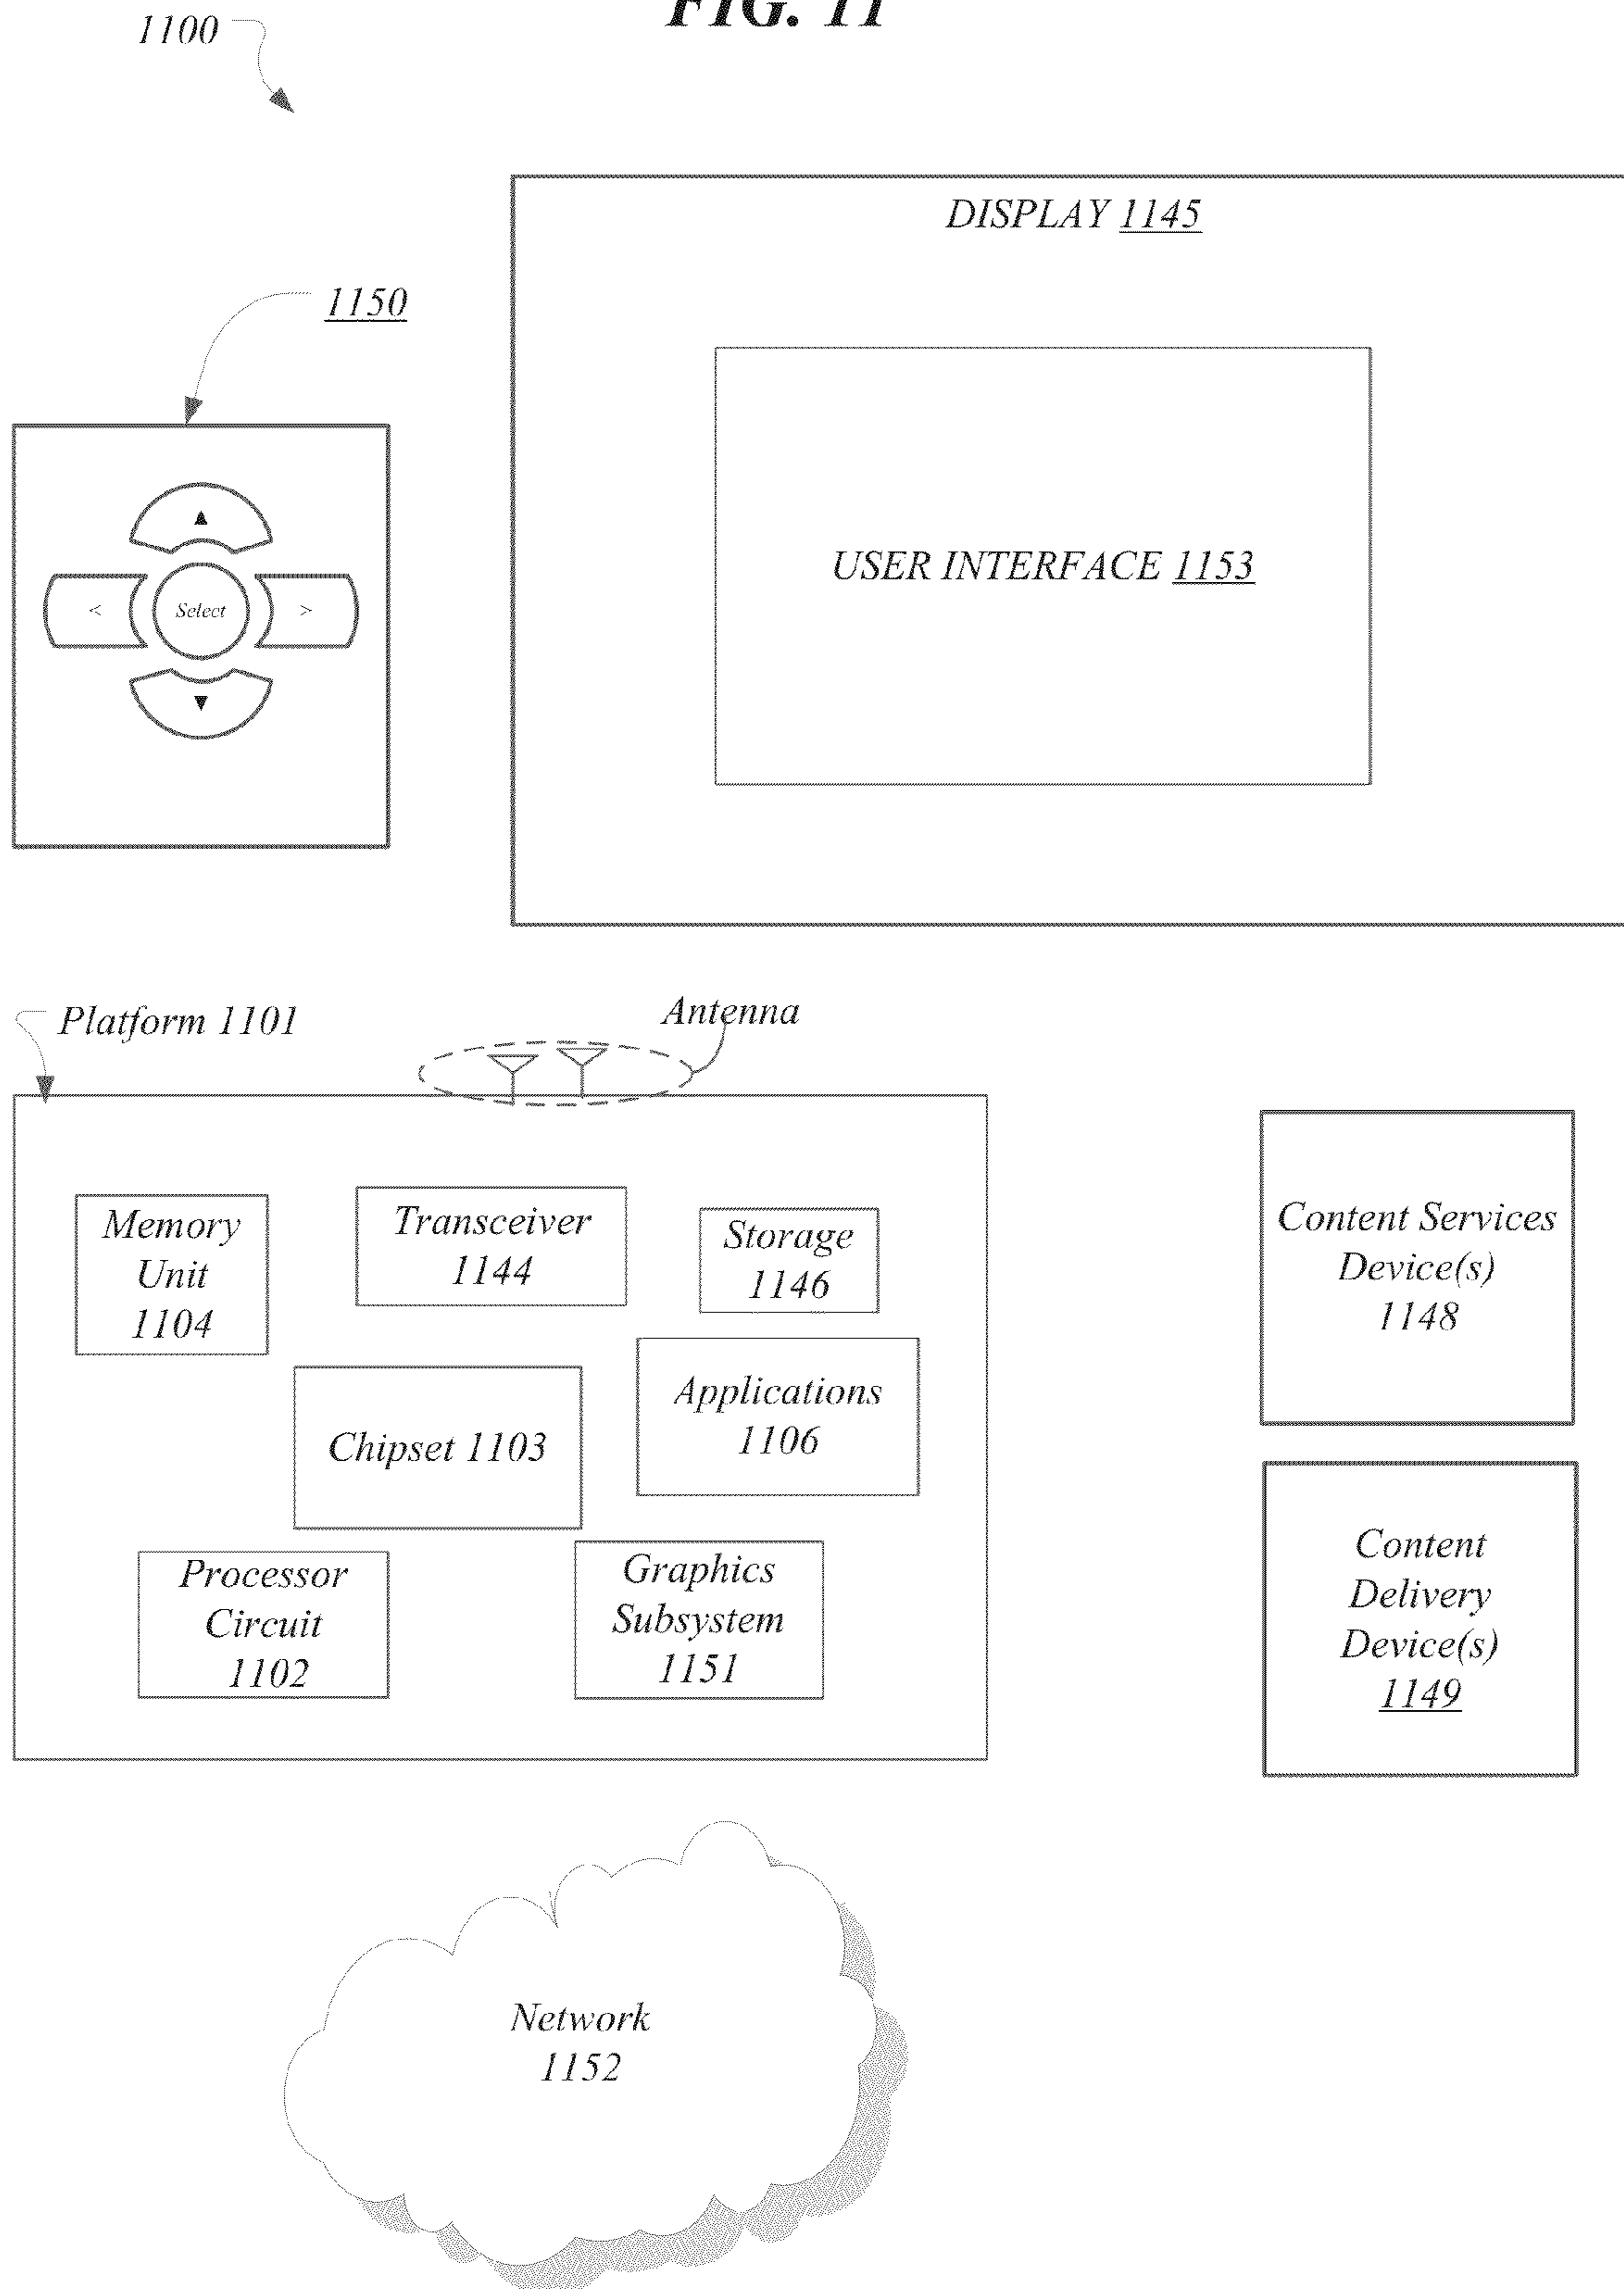 FIG. 11
1100
DISPLAY 1145
1150
USER INTERFACE 1153
▲
< Select >
▼
Platform 1101
Antenna
Memory
Unit
1104
Transceiver
1144
Storage
1146
Content Services
Device(s)
1148
Chipset 1103
Applications
1106
Processor
Circuit
1102
Graphics
Subsystem
1151
Content
Delivery
Device(s)
1149
Network
1152